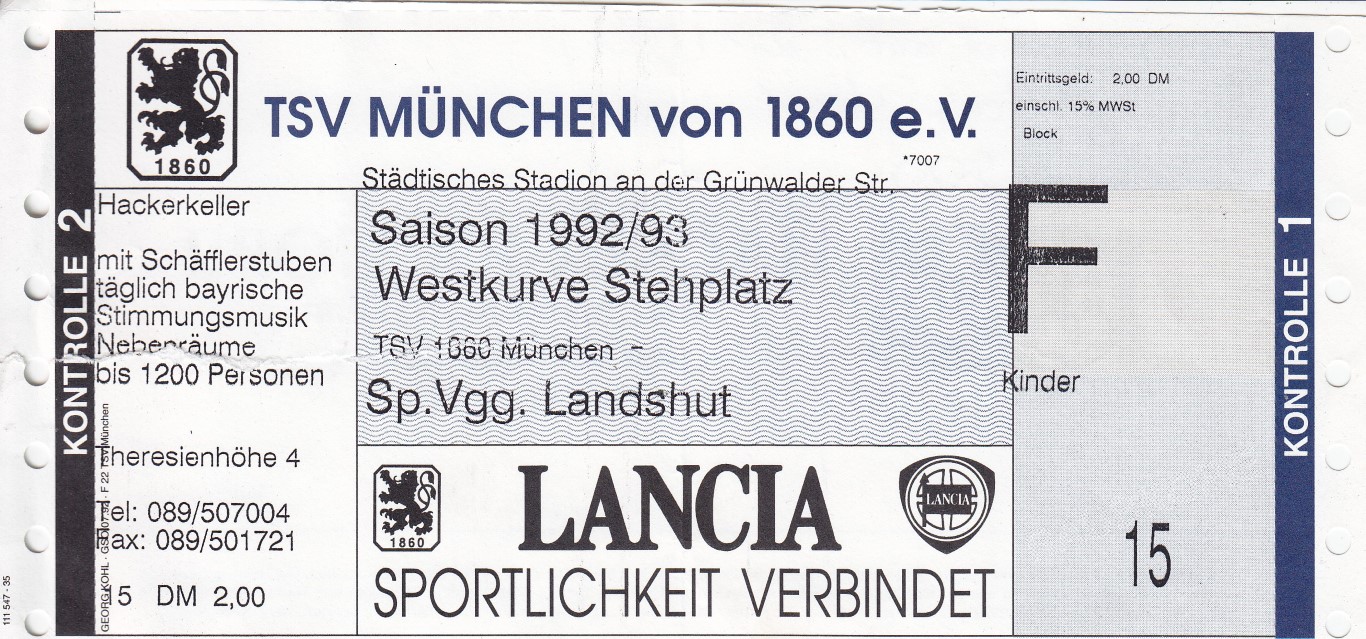 KONTROLLE 2
1860
TSV MÜNCHEN von 1860 e.V.
*7007
Städtisches Stadion an der Grünwalder Str.
Hackerkeller
mit Schäfflerstuben
täglich bayrische
Stimmungsmusik
Nebenräume
bis 1200 Personen
Theresienhöhe 4
Tel: 089/507004
Fax: 089/501721
15 DM 2,00
111 547 - 35
Saison 1992/93
Westkurve Stehplatz
TSV 1860 München -
Sp.Vgg. Landshut
1860
LANCIA
LANCIA
SPORTLICHKEIT VERBINDET
Eintrittsgeld: 2,00 DM
einschl. 15% MWSt
Block
F
Kinder
15
KONTROLLE 1